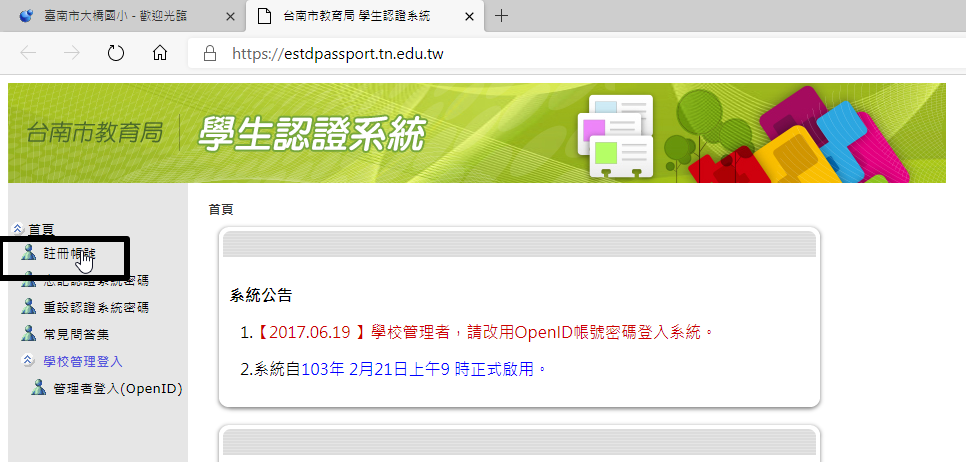 臺南市大橋國小 - 歡迎光臨
台南市教育局 學生認證系統
https://estdpassport.tn.edu.tw
台南市教育局
學生認證系統
首頁
首頁
註冊帳號
忘記認證系統密碼
重設認證系統密碼
常見問答集
學校管理登入
管理者登入(OpenID)
系統公告
1.【2017.06.19 】學校管理者，請改用OpenID帳號密碼登入系統。
2.系統自103年 2月21日上午9 時正式啟用。